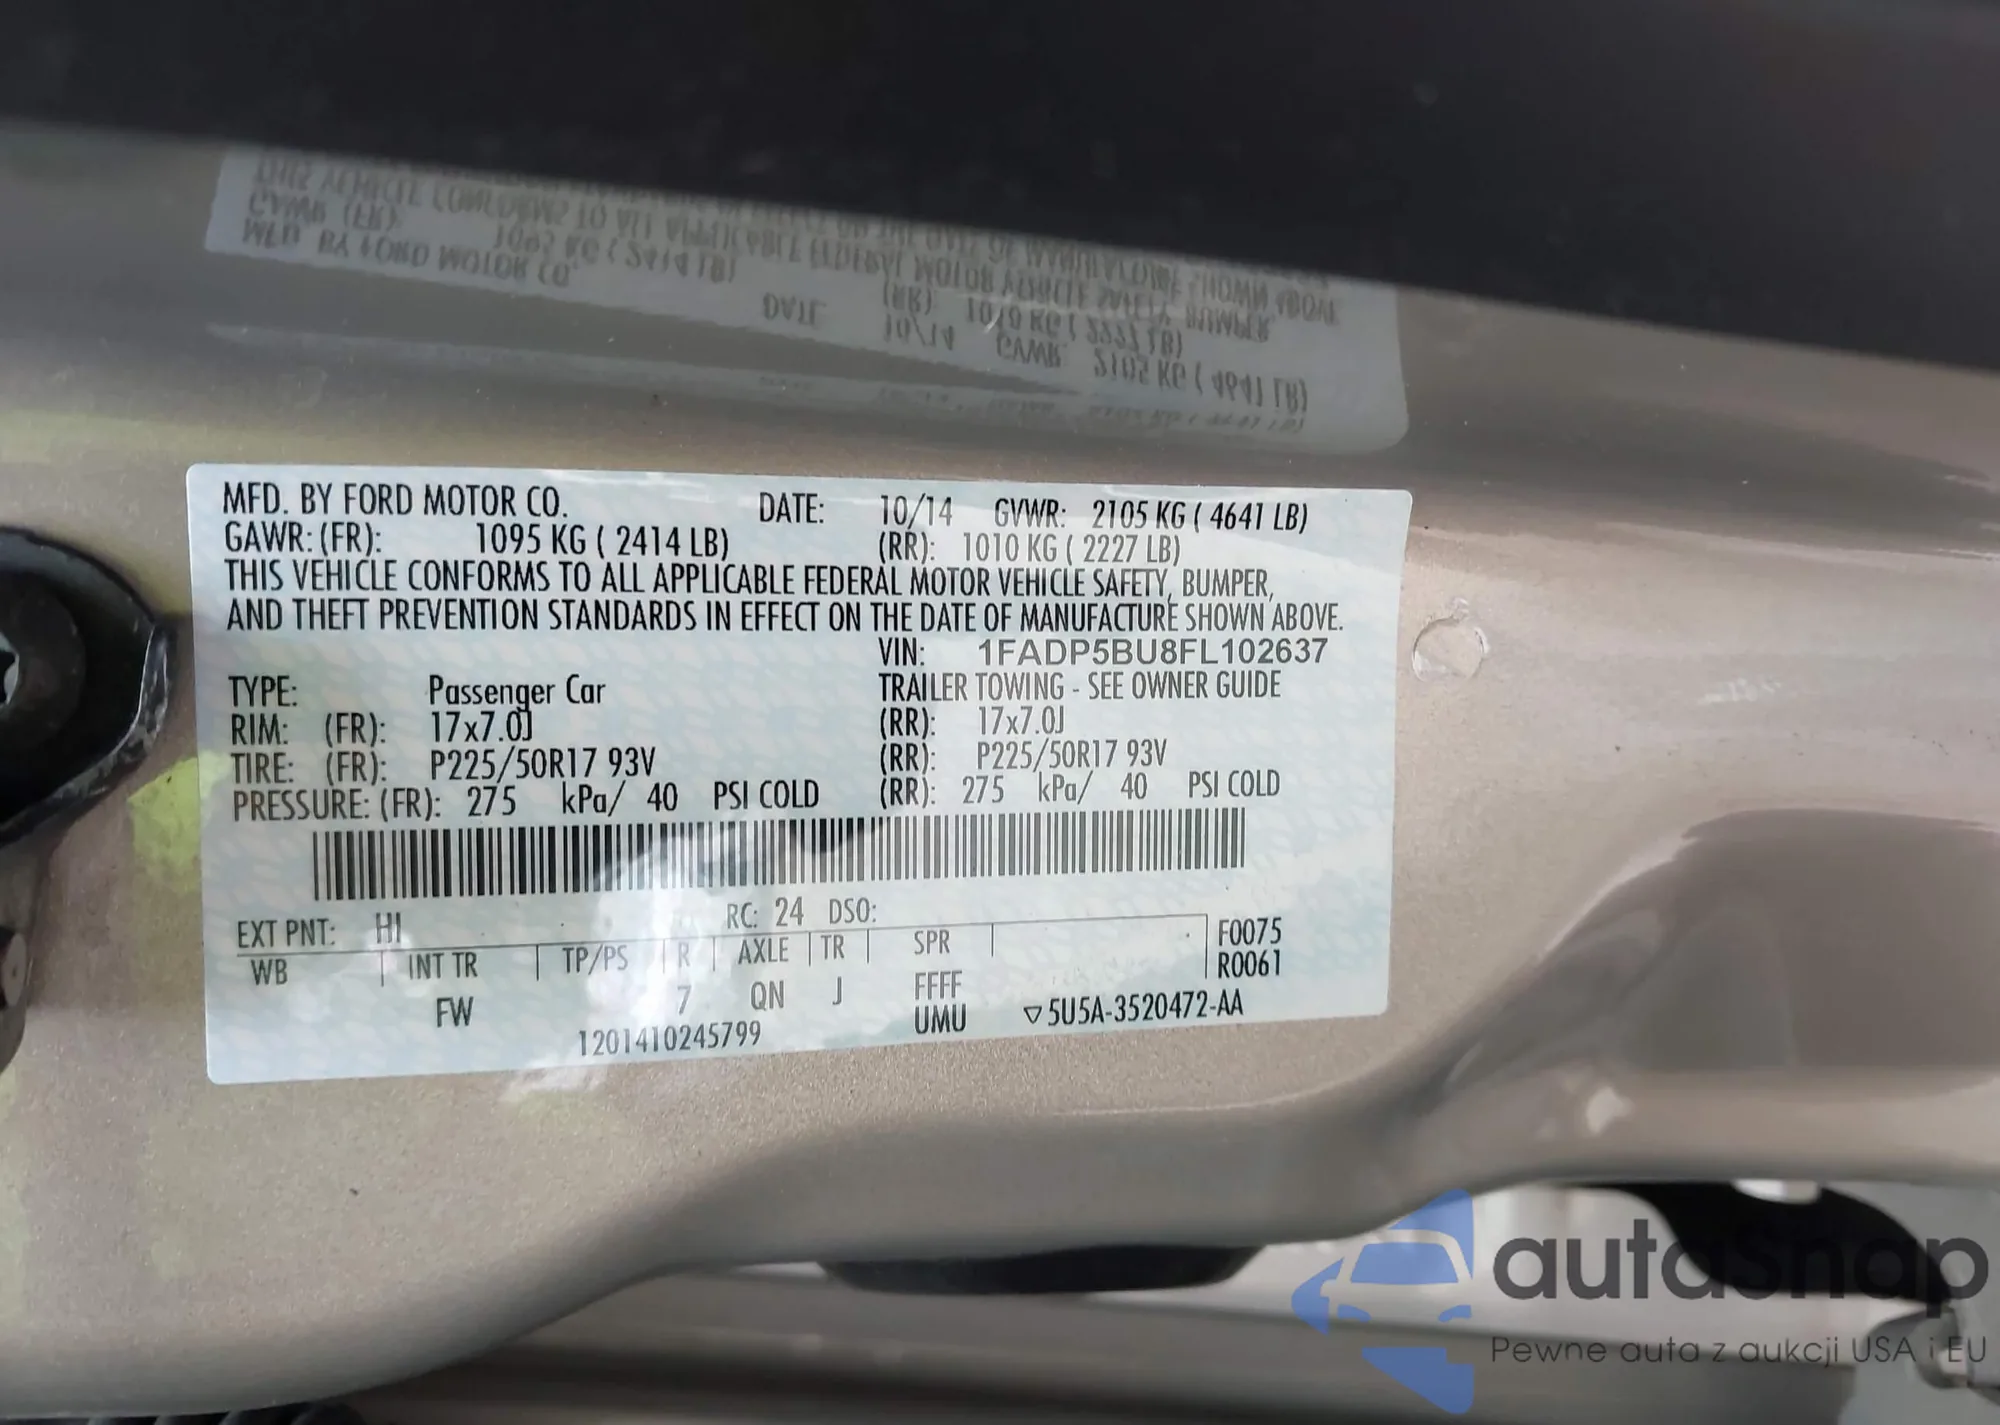 MFD. BY FORD MOTOR CO. DATE: 10/14 GVWR: 2105 KG ( 4641 LB)
GAWR: (FR): 1095 KG ( 2414 LB) (RR): 1010 KG ( 2227 LB)
THIS VEHICLE CONFORMS TO ALL APPLICABLE FEDERAL MOTOR VEHICLE SAFETY, BUMPER,
AND THEFT PREVENTION STANDARDS IN EFFECT ON THE DATE OF MANUFACTURE SHOWN ABOVE.
VIN: 1FADP5BU8FL102637
TYPE: Passenger Car TRAILER TOWING - SEE OWNER GUIDE
RIM: (FR): 17x7.0J (RR): 17x7.0J
TIRE: (FR): P225/50R17 93V (RR): P225/50R17 93V
PRESSURE: (FR): 275 kPa/ 40 PSI COLD (RR): 275 kPa/ 40 PSI COLD
EXT PNT: HI RC: 24 DSO: F0075
WB INT TR TP/PS R AXLE TR SPR R0061
FW 7 QN J FFFF
1201410245799 UMU ▽5U5A-3520472-AA
autasnap
Pewne auta z aukcji USA i EU